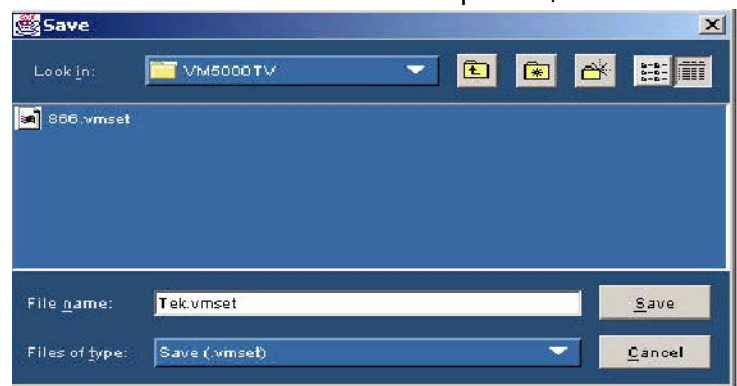 Save
Look in:
VM5000TV
866.vmset
File name:
Tek.vmset
Save
Files of type:
Save (.vmset)
Cancel